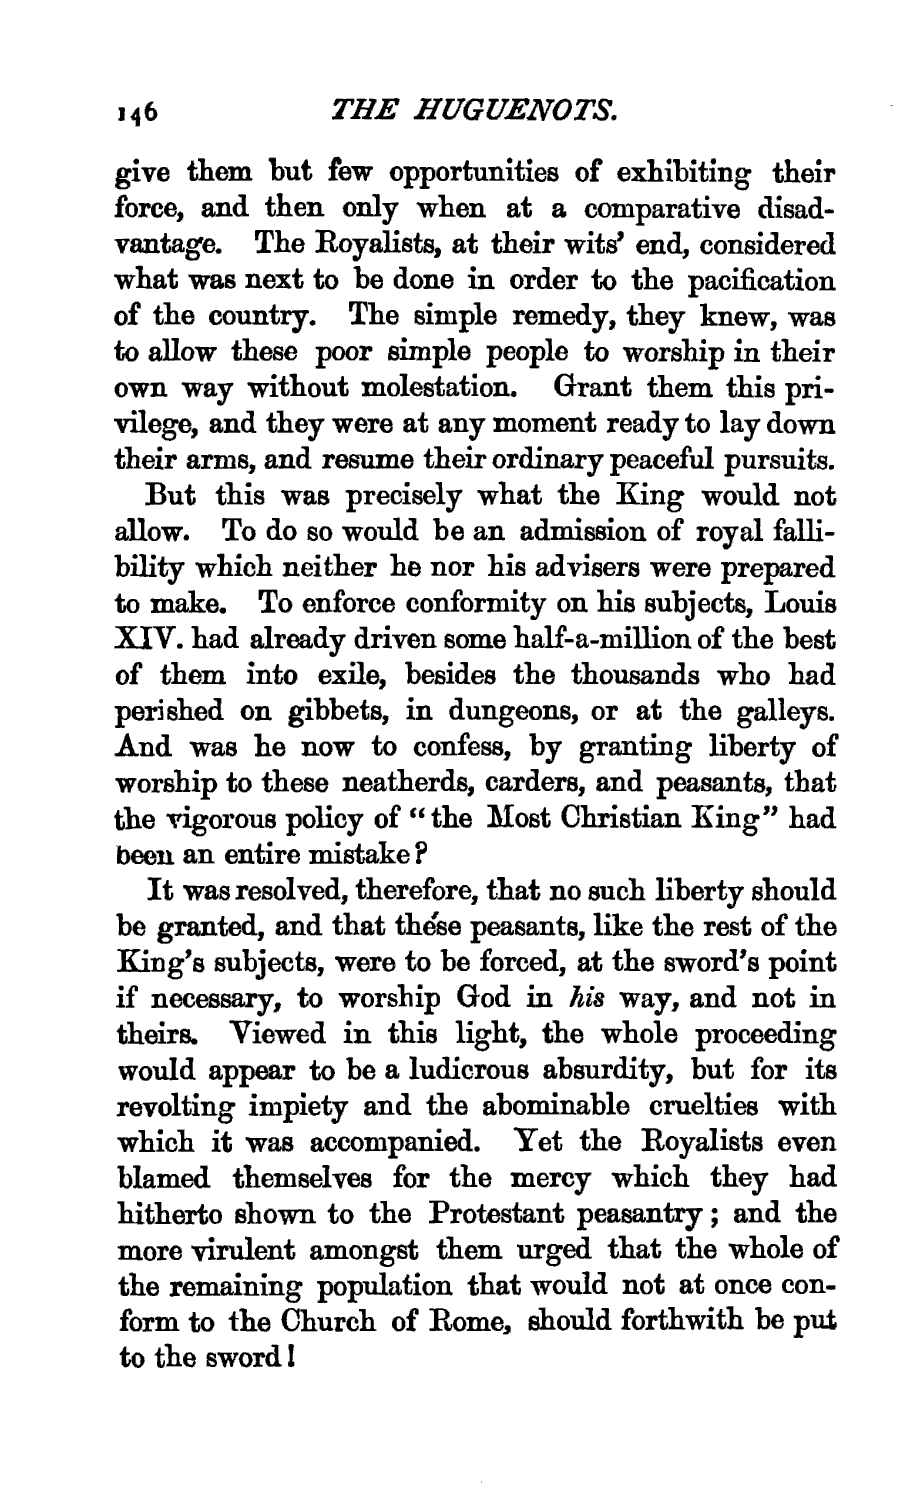 146 THE HUGUENOTS.
give them but few opportunities of exhibiting their
force, and then only when at a comparative disad-
vantage. The Royalists, at their wits' end, considered
what was next to be done in order to the pacification
of the country. The simple remedy, they knew, was
to allow these poor simple people to worship in their
own way without molestation. Grant them this pri-
vilege, and they were at any moment ready to lay down
their arms, and resume their ordinary peaceful pursuits.
But this was precisely what the King would not
allow. To do so would be an admission of royal falli-
bility which neither he nor his advisers were prepared
to make. To enforce conformity on his subjects, Louis
XIV. had already driven some half-a-million of the best
of them into exile, besides the thousands who had
perished on gibbets, in dungeons, or at the galleys.
And was he now to confess, by granting liberty of
worship to these neatherds, carders, and peasants, that
the vigorous policy of "the Most Christian King" had
been an entire mistake?
It was resolved, therefore, that no such liberty should
be granted, and that these peasants, like the rest of the
King's subjects, were to be forced, at the sword's point
if necessary, to worship God in his way, and not in
theirs. Viewed in this light, the whole proceeding
would appear to be a ludicrous absurdity, but for its
revolting impiety and the abominable cruelties with
which it was accompanied. Yet the Royalists even
blamed themselves for the mercy which they had
hitherto shown to the Protestant peasantry; and the
more virulent amongst them urged that the whole of
the remaining population that would not at once con-
form to the Church of Rome, should forthwith be put
to the sword!